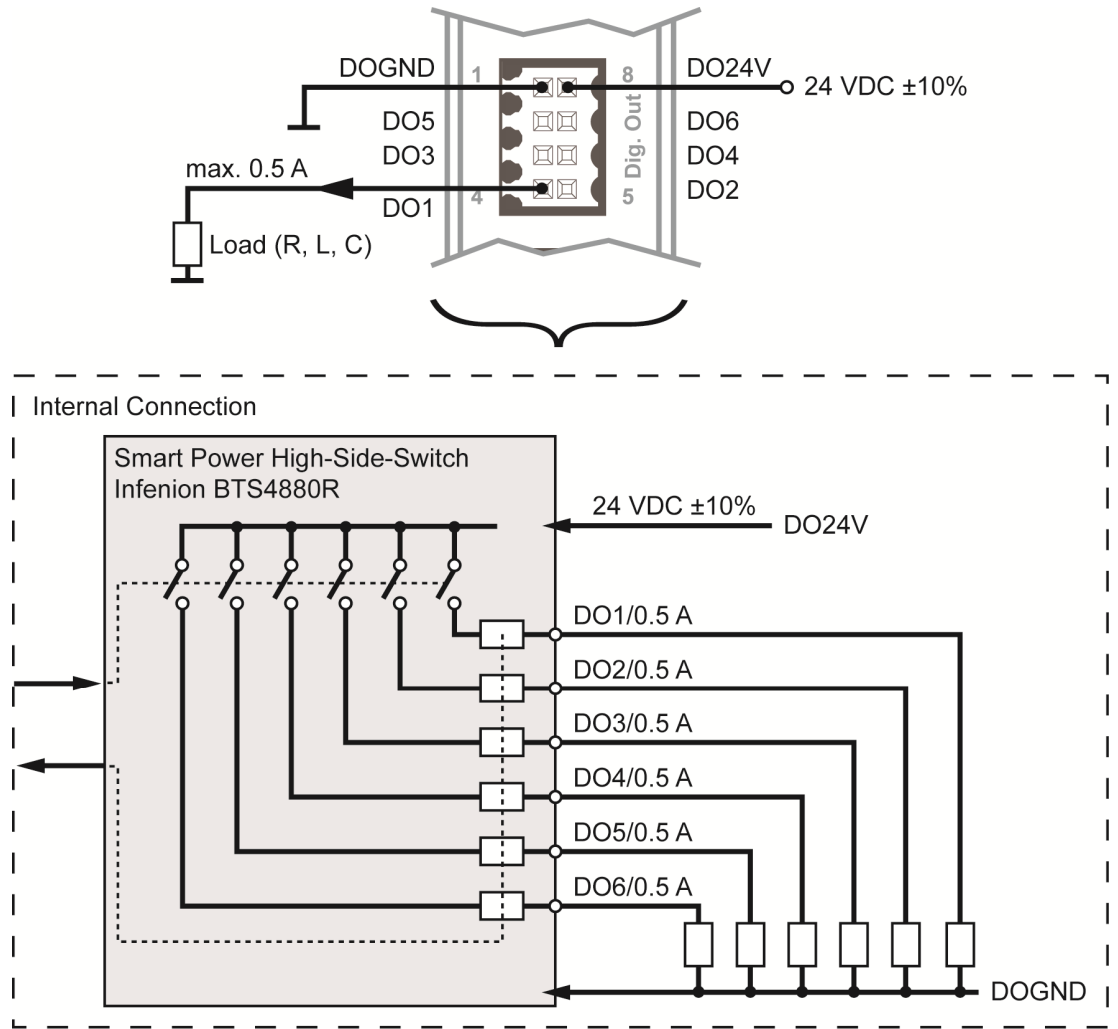 DOGND 1 8 DO24V
24 VDC ±10%
DO5 DO6
DO3 DO4
Dig. Out
max. 0.5 A
DO1 4 5 DO2
Load (R, L, C)
Internal Connection
Smart Power High-Side-Switch
Infenion BTS4880R
24 VDC ±10%
DO24V
DO1/0.5 A
DO2/0.5 A
DO3/0.5 A
DO4/0.5 A
DO5/0.5 A
DO6/0.5 A
DOGND